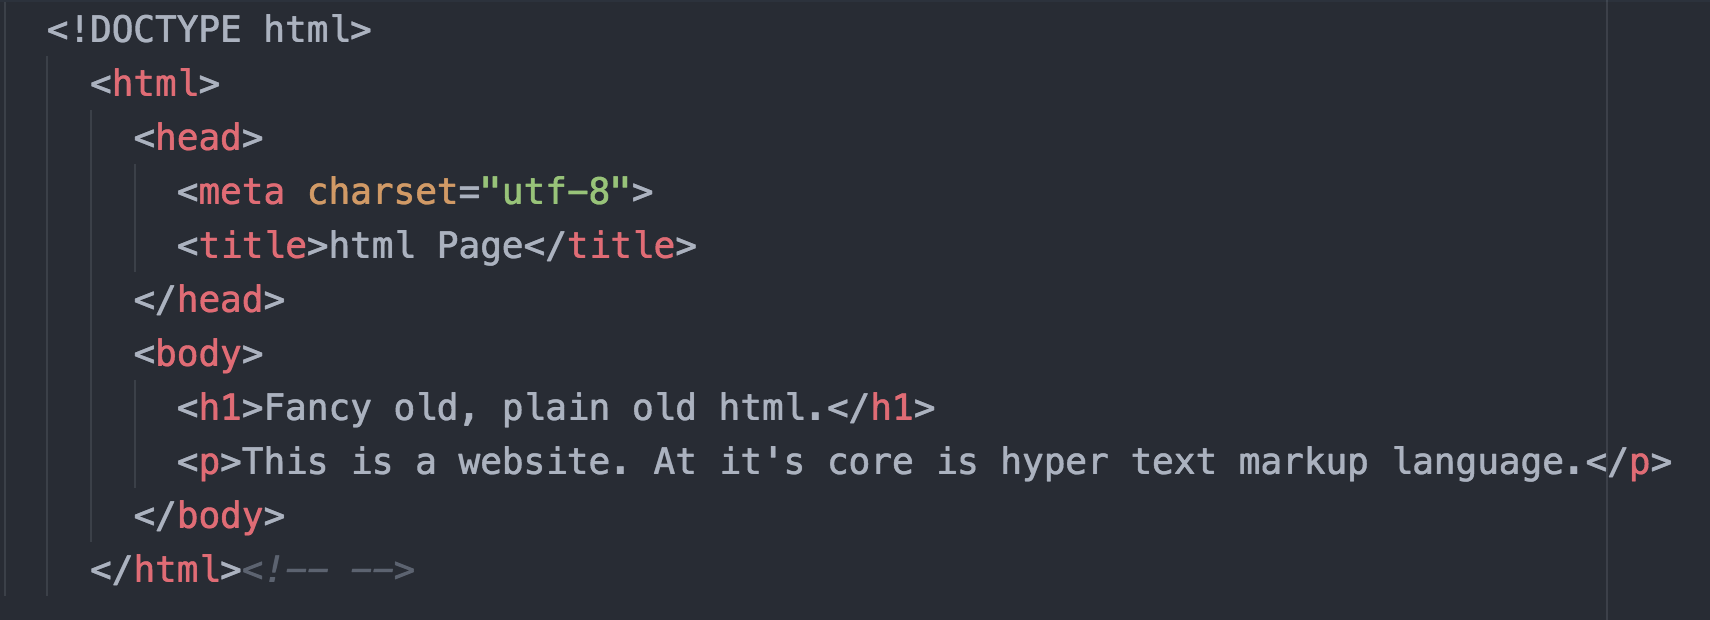 <!DOCTYPE html>
<html>
<head>
<meta charset="utf-8">
<title>html Page</title>
</head>
<body>
<h1>Fancy old, plain old html.</h1>
<p>This is a website. At it's core is hyper text markup language.</p>
</body>
</html><!-- -->